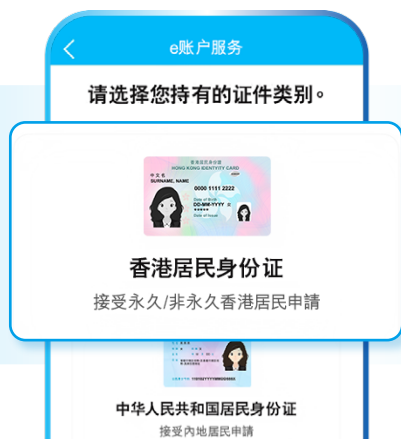 e账户服务
请选择您持有的证件类别。
香港居民身份證
HONG KONG IDENTITY CARD
中文名
SURNAME, NAME
0000 1111 2222
Date of Birth
DD-MM-YYYY
Date of Issue
香港居民身份证
接受永久/非永久香港居民申請
中华人民共和国居民身份证
接受內地居民申請